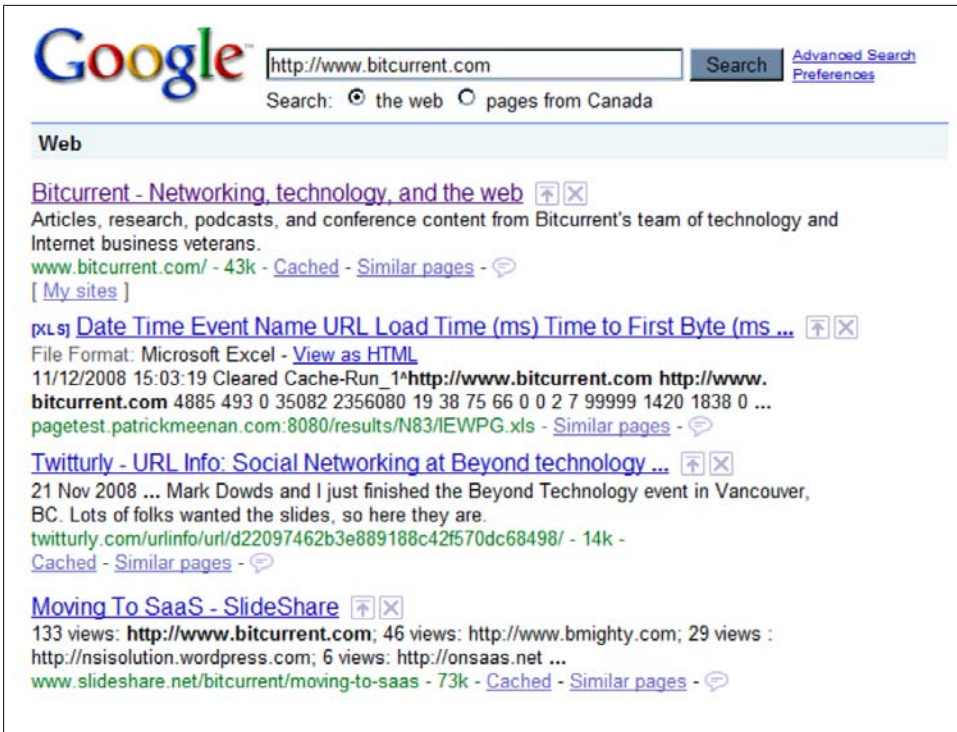 Google™ http://www.bitcurrent.com Search Advanced Search
Preferences
Search: the web pages from Canada
Web
Bitcurrent - Networking, technology, and the web
Articles, research, podcasts, and conference content from Bitcurrent's team of technology and
Internet business veterans.
www.bitcurrent.com/ - 43k - Cached - Similar pages -
[ My sites ]
[XLS] Date Time Event Name URL Load Time (ms) Time to First Byte (ms ...
File Format: Microsoft Excel - View as HTML
11/12/2008 15:03:19 Cleared Cache-Run_1^http://www.bitcurrent.com http://www.
bitcurrent.com 4885 493 0 35082 2356080 19 38 75 66 0 0 2 7 99999 1420 1838 0 ...
pagetest.patrickmeenan.com:8080/results/N83/IEWPG.xls - Similar pages -
Twitturly - URL Info: Social Networking at Beyond technology ...
21 Nov 2008 ... Mark Dowds and I just finished the Beyond Technology event in Vancouver,
BC. Lots of folks wanted the slides, so here they are.
twitturly.com/urlinfo/url/d22097462b3e889188c42f570dc68498/ - 14k -
Cached - Similar pages -
Moving To SaaS - SlideShare
133 views: http://www.bitcurrent.com; 46 views: http://www.bmighty.com; 29 views :
http://nsisolution.wordpress.com; 6 views: http://onsaas.net ...
www.slideshare.net/bitcurrent/moving-to-saas - 73k - Cached - Similar pages -